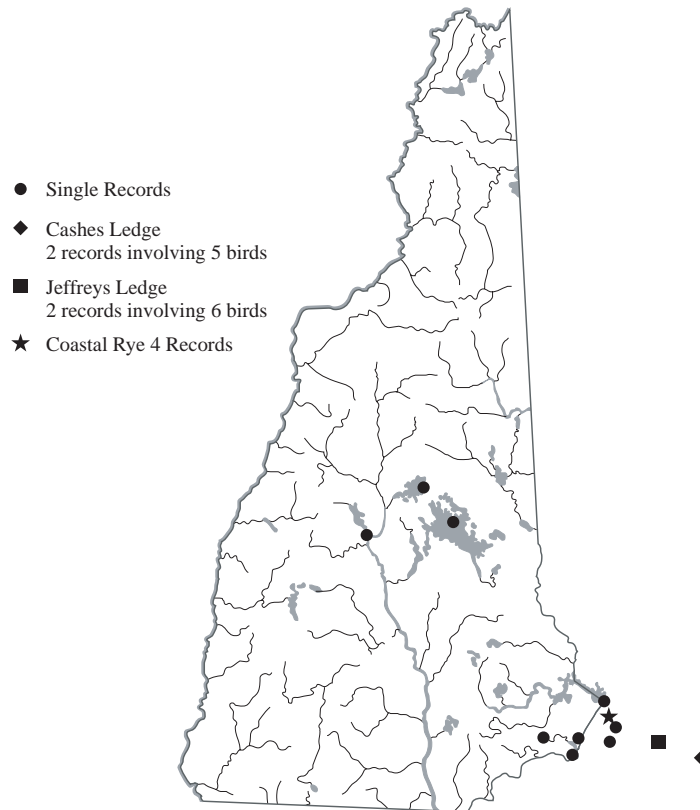 Single Records
Cashes Ledge
2 records involving 5 birds
Jeffreys Ledge
2 records involving 6 birds
Coastal Rye 4 Records